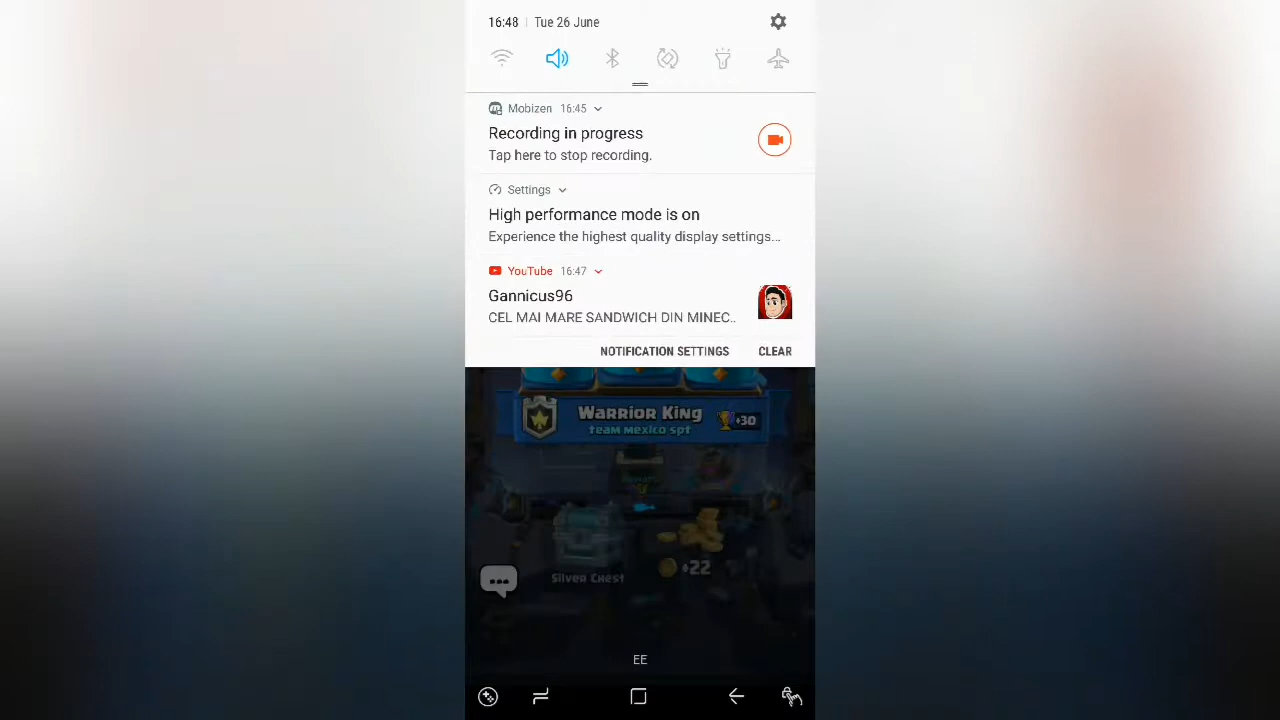 16:48 | Tue 26 June
Mobizen 16:45
Recording in progress
Tap here to stop recording.
Settings
High performance mode is on
Experience the highest quality display settings...
YouTube 16:47
Gannicus96
CEL MAI MARE SANDWICH DIN MINEC..
NOTIFICATION SETTINGS CLEAR
Warrior King +30
team mexico spt
Silver Chest +22
EE